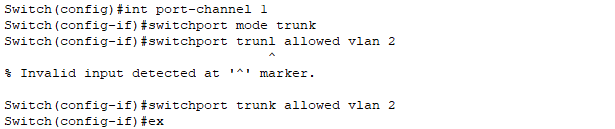 Switch(config)#int port-channel 1
Switch(config-if)#switchport mode trunk
Switch(config-if)#switchport trunl allowed vlan 2
^
% Invalid input detected at '^' marker.
Switch(config-if)#switchport trunk allowed vlan 2
Switch(config-if)#ex